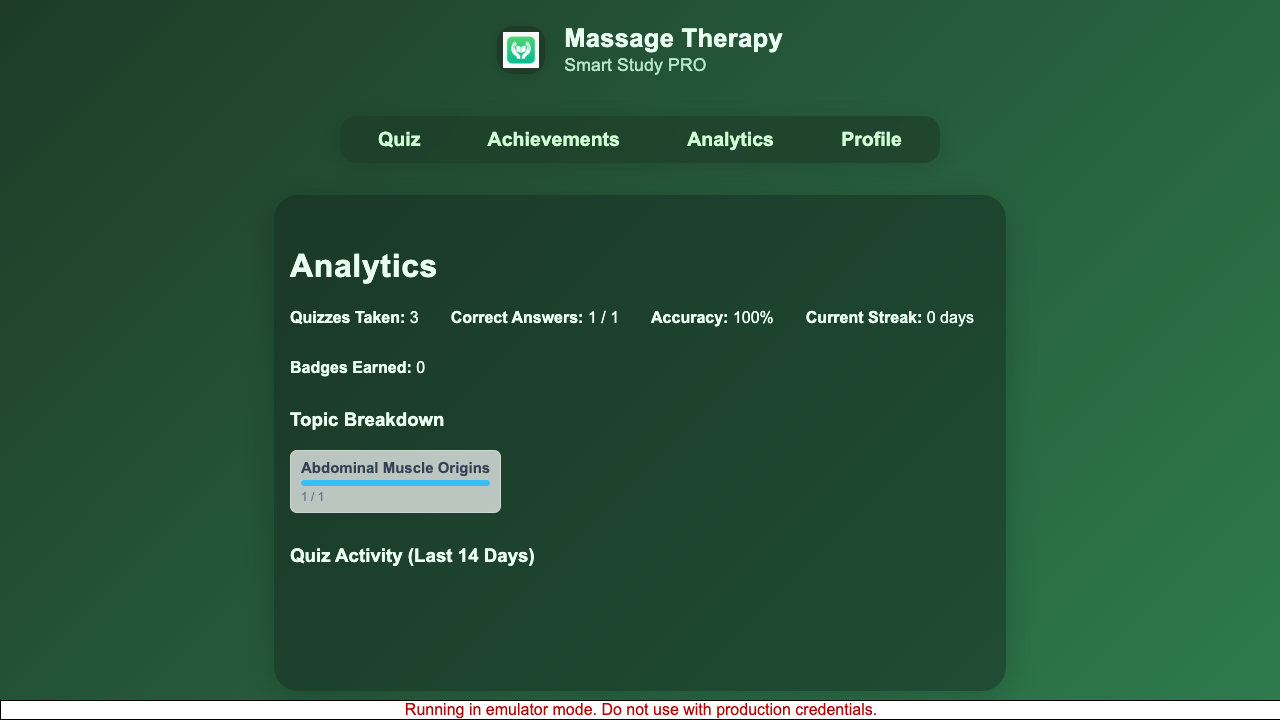 Massage Therapy
Smart Study PRO
Quiz Achievements Analytics Profile
Analytics
Quizzes Taken: 3 Correct Answers: 1 / 1 Accuracy: 100% Current Streak: 0 days
Badges Earned: 0
Topic Breakdown
Abdominal Muscle Origins
1 / 1
Quiz Activity (Last 14 Days)
Running in emulator mode. Do not use with production credentials.